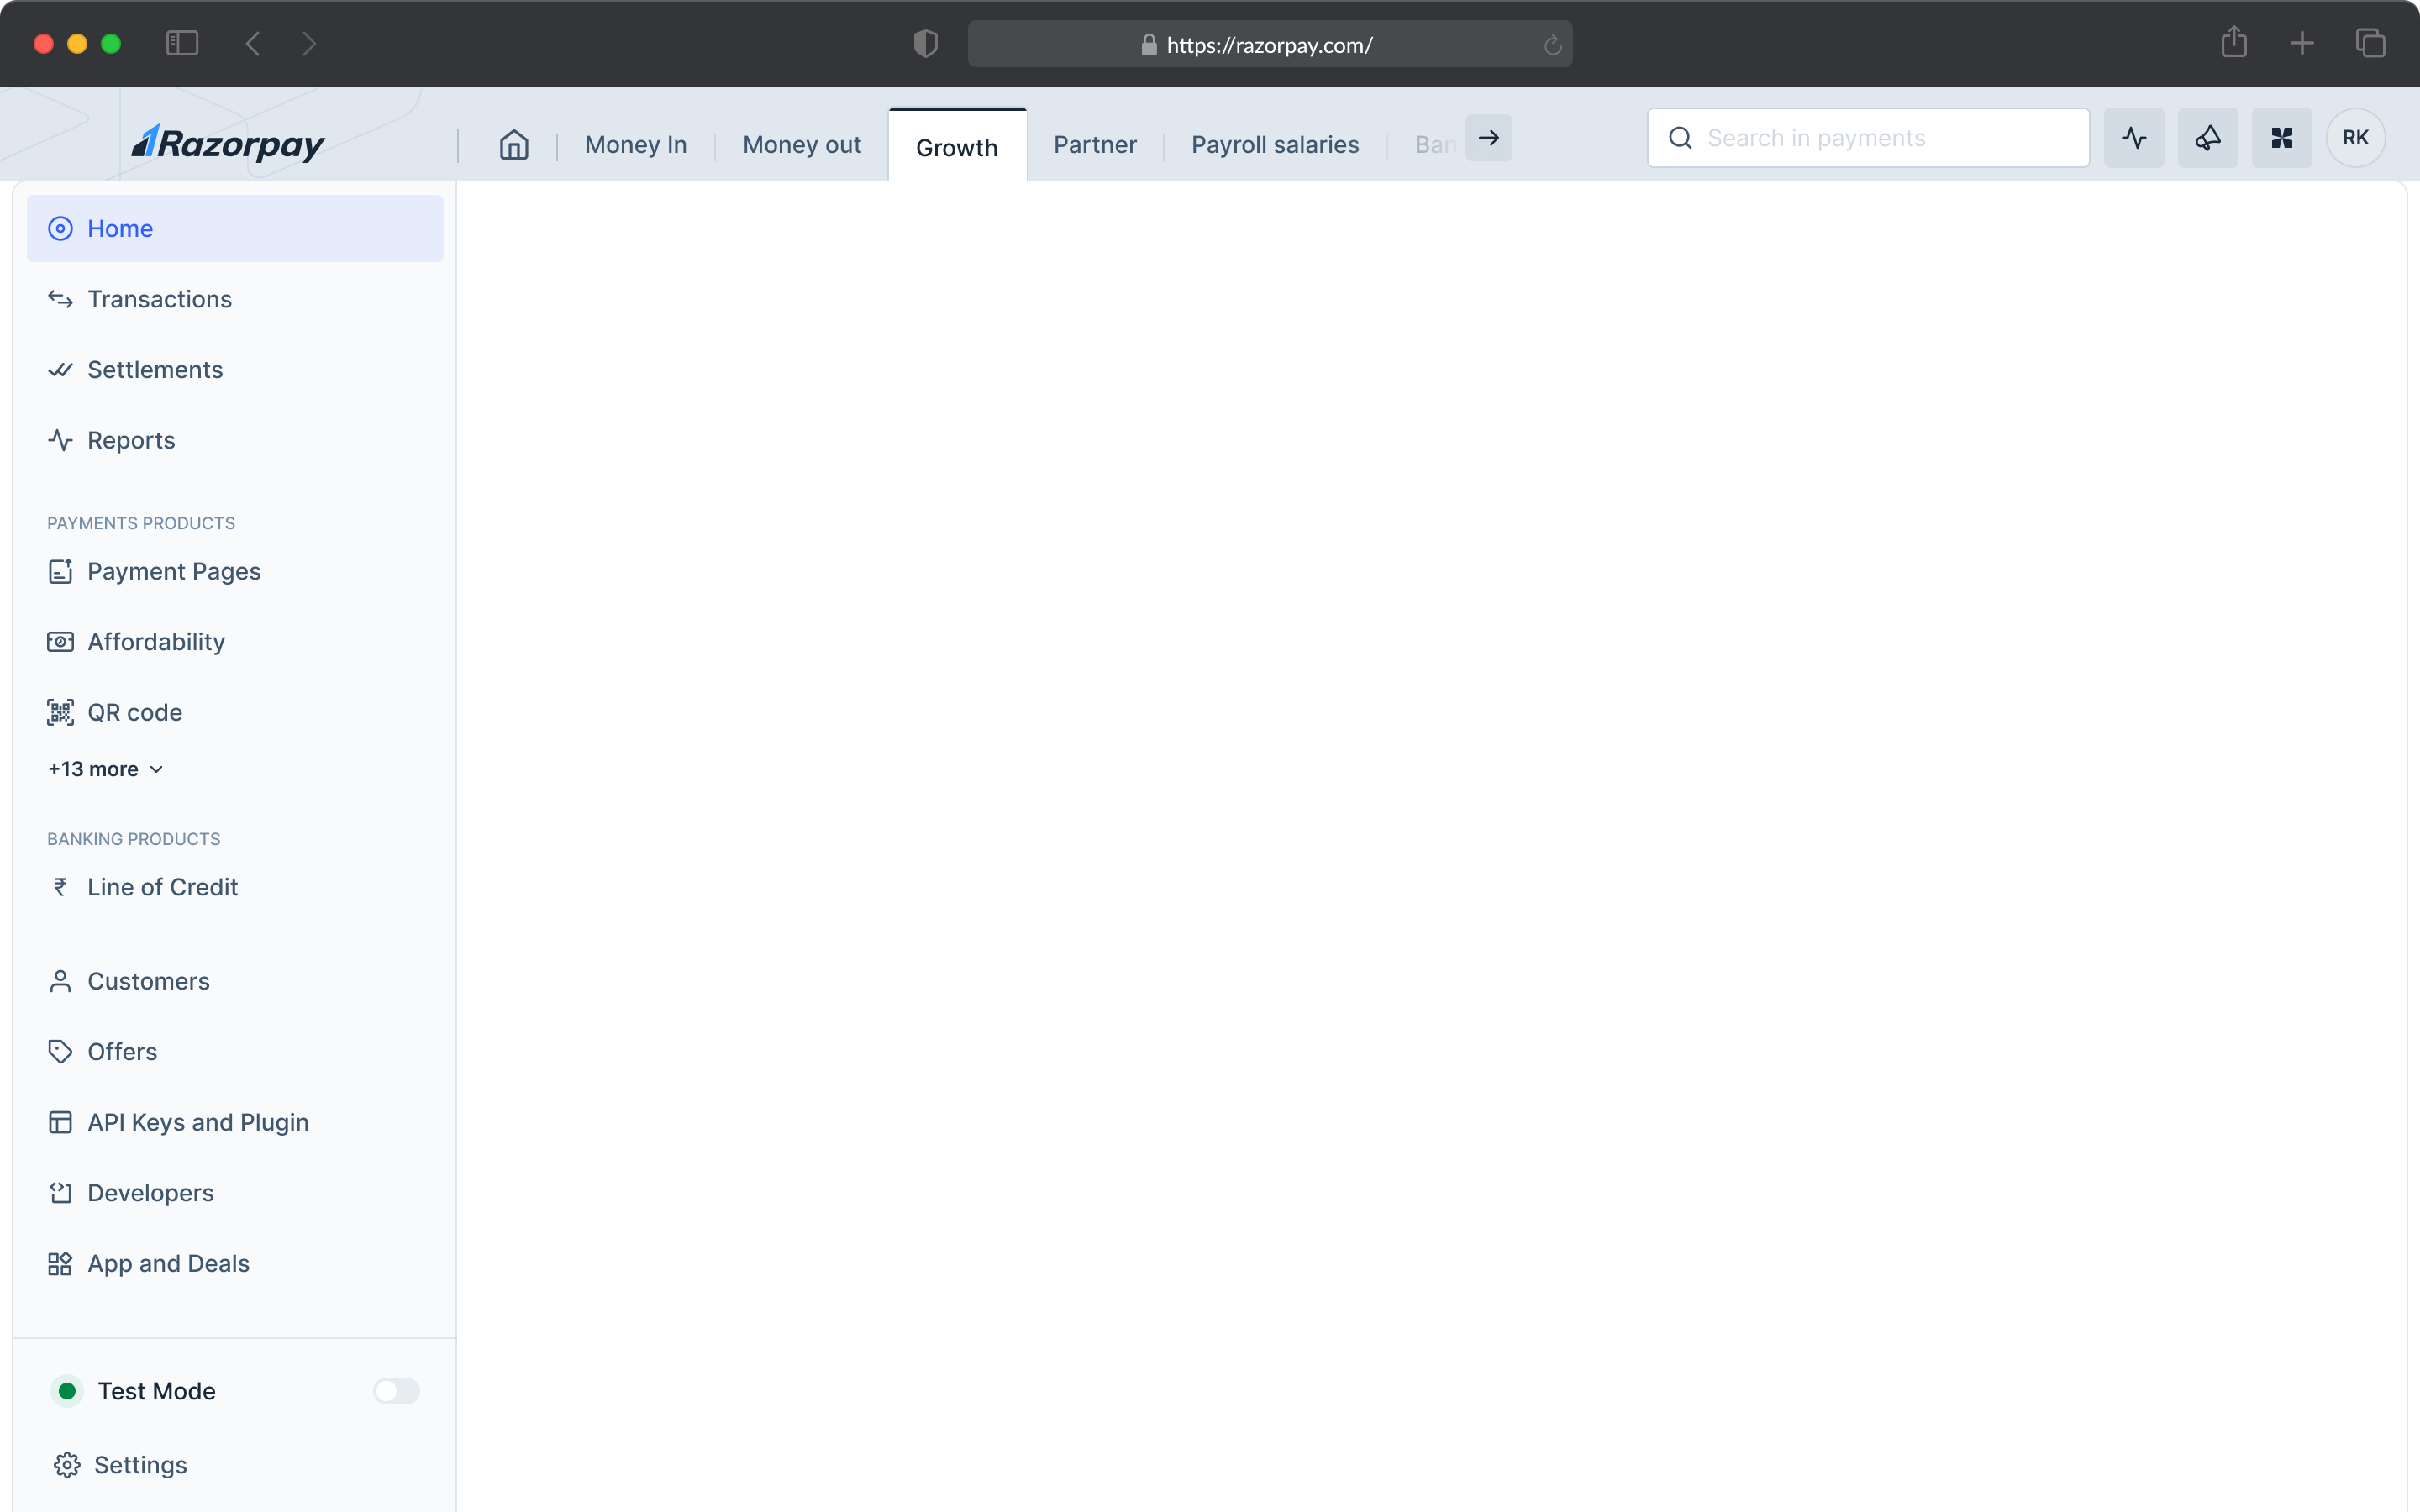 https://razorpay.com/
Razorpay
Money In
Money out
Growth
Partner
Payroll salaries
Ban
Search in payments
RK
Home
Transactions
Settlements
Reports
PAYMENTS PRODUCTS
Payment Pages
Affordability
QR code
+13 more
BANKING PRODUCTS
₹ Line of Credit
Customers
Offers
API Keys and Plugin
Developers
App and Deals
Test Mode
Settings